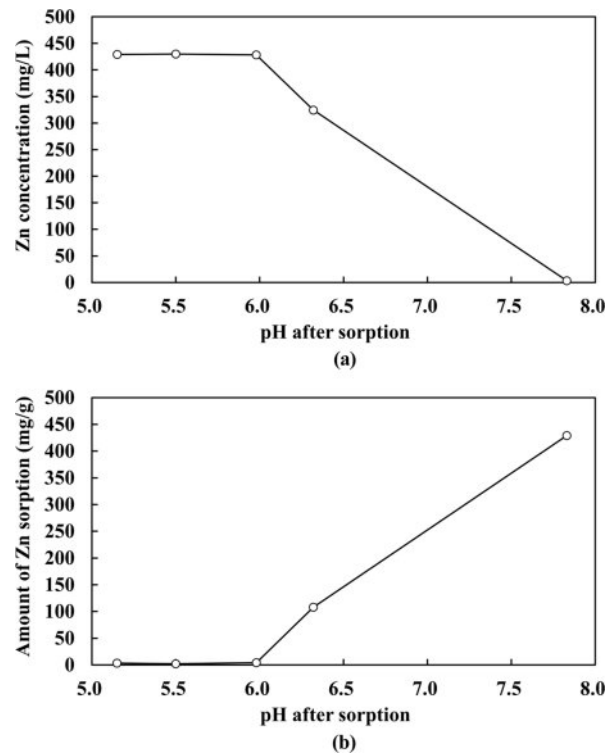 500
450
400
350
300
250
200
150
100
50
0
Zn concentration (mg/L)
5.0 5.5 6.0 6.5 7.0 7.5 8.0
pH after sorption
(a)
500
450
400
350
300
250
200
150
100
50
0
Amount of Zn sorption (mg/g)
5.0 5.5 6.0 6.5 7.0 7.5 8.0
pH after sorption
(b)